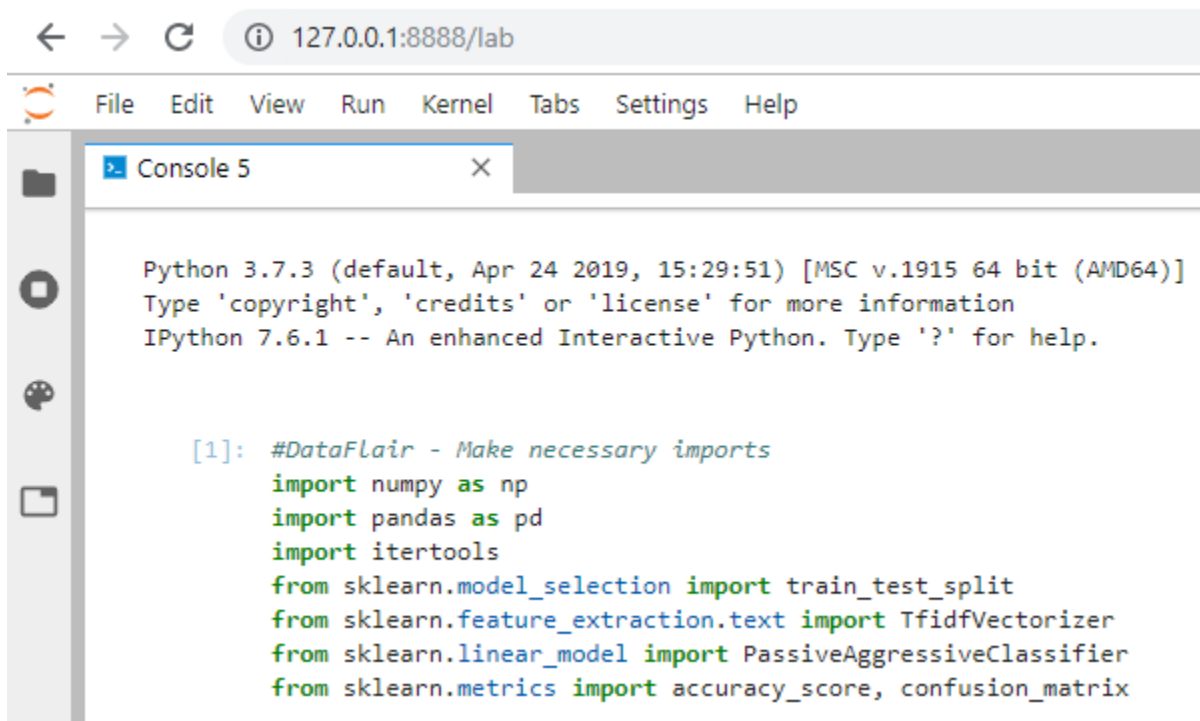 127.0.0.1:8888/lab
File Edit View Run Kernel Tabs Settings Help
Console 5
Python 3.7.3 (default, Apr 24 2019, 15:29:51) [MSC v.1915 64 bit (AMD64)]
Type 'copyright', 'credits' or 'license' for more information
IPython 7.6.1 -- An enhanced Interactive Python. Type '?' for help.
[1]: #DataFlair - Make necessary imports
import numpy as np
import pandas as pd
import itertools
from sklearn.model_selection import train_test_split
from sklearn.feature_extraction.text import TfidfVectorizer
from sklearn.linear_model import PassiveAggressiveClassifier
from sklearn.metrics import accuracy_score, confusion_matrix